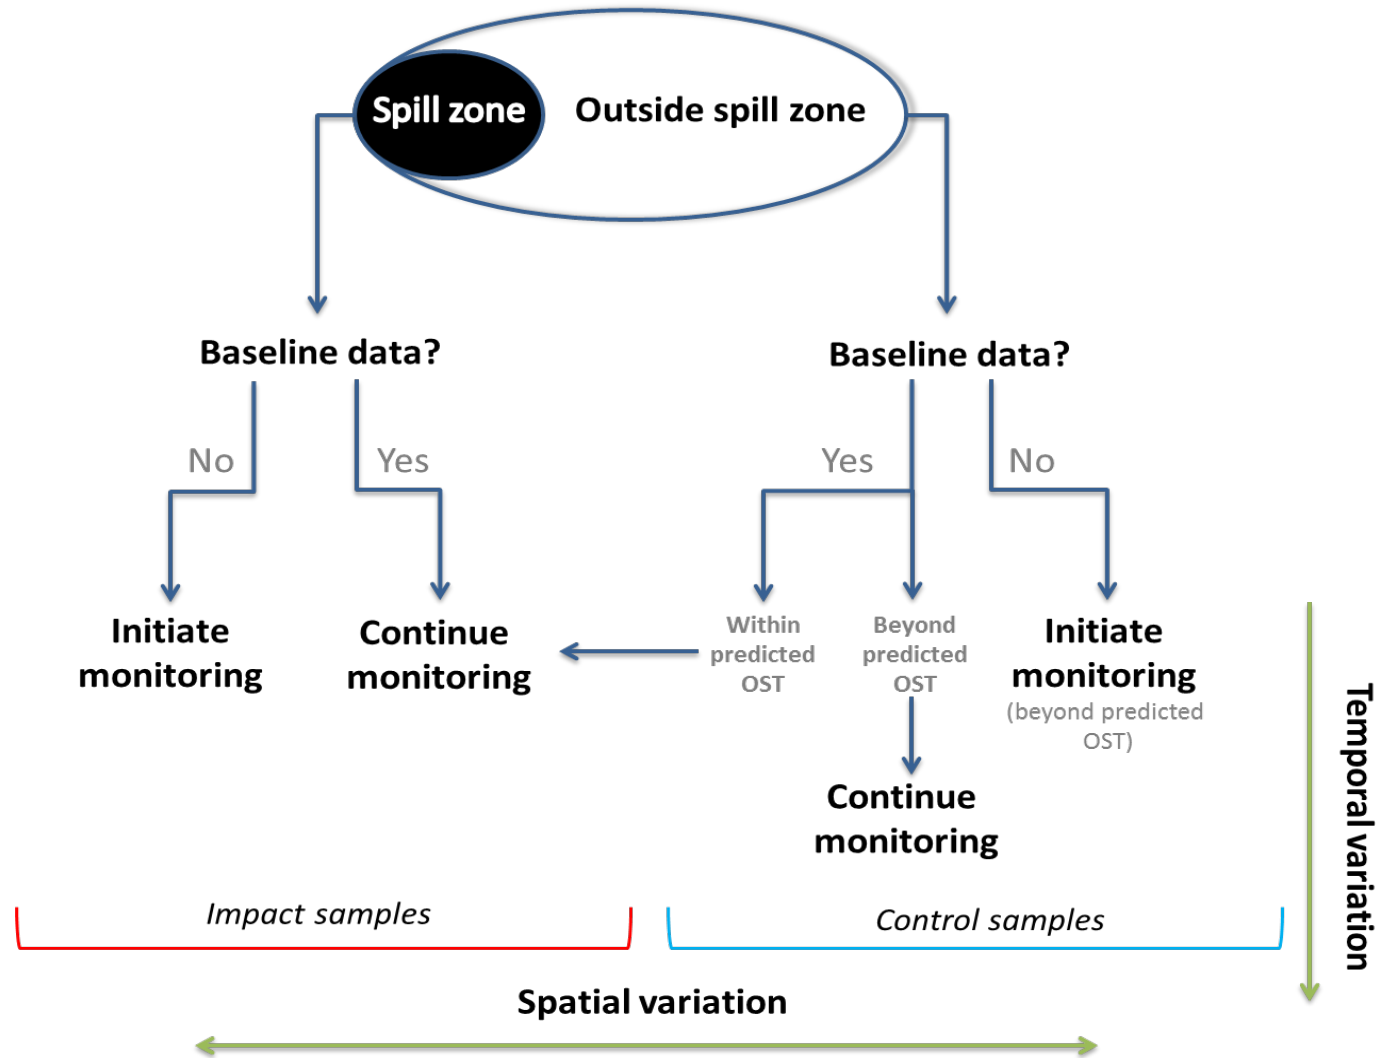 Spill zone
Outside spill zone
Baseline data?
Baseline data?
No
Yes
Yes
No
Initiate
monitoring
Continue
monitoring
Within
predicted
OST
Beyond
predicted
OST
Initiate
monitoring
(beyond predicted
OST)
Continue
monitoring
Temporal variation
Impact samples
Control samples
Spatial variation